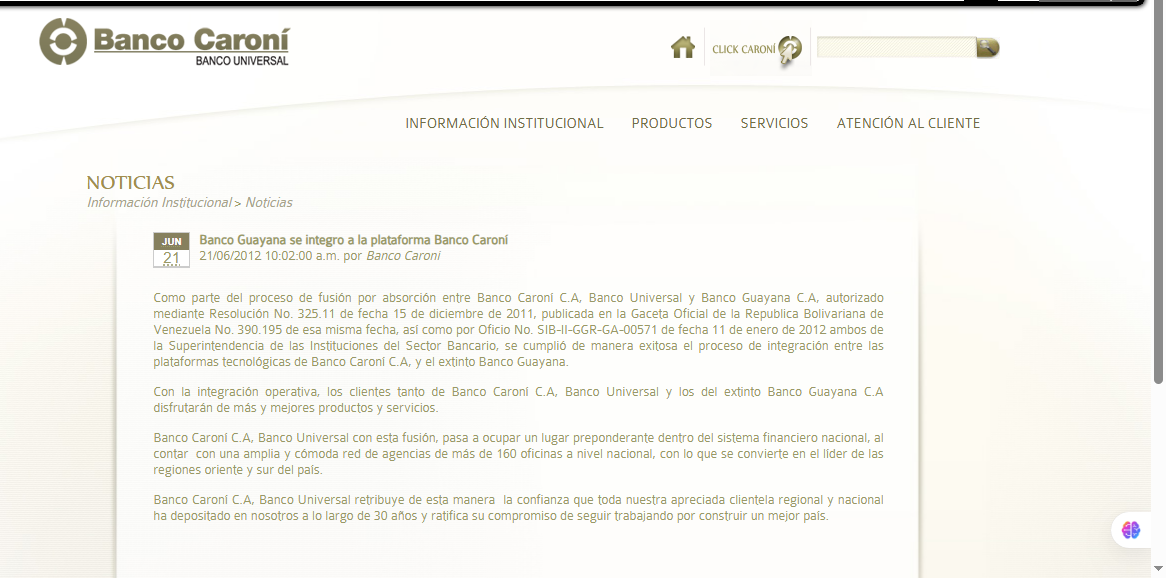 Banco Caroní
BANCO UNIVERSAL
CLICK CARONÍ
INFORMACIÓN INSTITUCIONAL PRODUCTOS SERVICIOS ATENCIÓN AL CLIENTE
NOTICIAS
Información Institucional > Noticias
JUN
21
Banco Guayana se integro a la plataforma Banco Caroní
21/06/2012 10:02:00 a.m. por Banco Caroni
Como parte del proceso de fusión por absorción entre Banco Caroní C.A, Banco Universal y Banco Guayana C.A, autorizado
mediante Resolución No. 325.11 de fecha 15 de diciembre de 2011, publicada en la Gaceta Oficial de la Republica Bolivariana de
Venezuela No. 390.195 de esa misma fecha, así como por Oficio No. SIB-II-GGR-GA-00571 de fecha 11 de enero de 2012 ambos de
la Superintendencia de las Instituciones del Sector Bancario, se cumplió de manera exitosa el proceso de integración entre las
plataformas tecnológicas de Banco Caroní C.A, y el extinto Banco Guayana.
Con la integración operativa, los clientes tanto de Banco Caroní C.A, Banco Universal y los del extinto Banco Guayana C.A
disfrutarán de más y mejores productos y servicios.
Banco Caroní C.A, Banco Universal con esta fusión, pasa a ocupar un lugar preponderante dentro del sistema financiero nacional, al
contar con una amplia y cómoda red de agencias de más de 160 oficinas a nivel nacional, con lo que se convierte en el líder de las
regiones oriente y sur del país.
Banco Caroní C.A, Banco Universal retribuye de esta manera la confianza que toda nuestra apreciada clientela regional y nacional
ha depositado en nosotros a lo largo de 30 años y ratifica su compromiso de seguir trabajando por construir un mejor país.